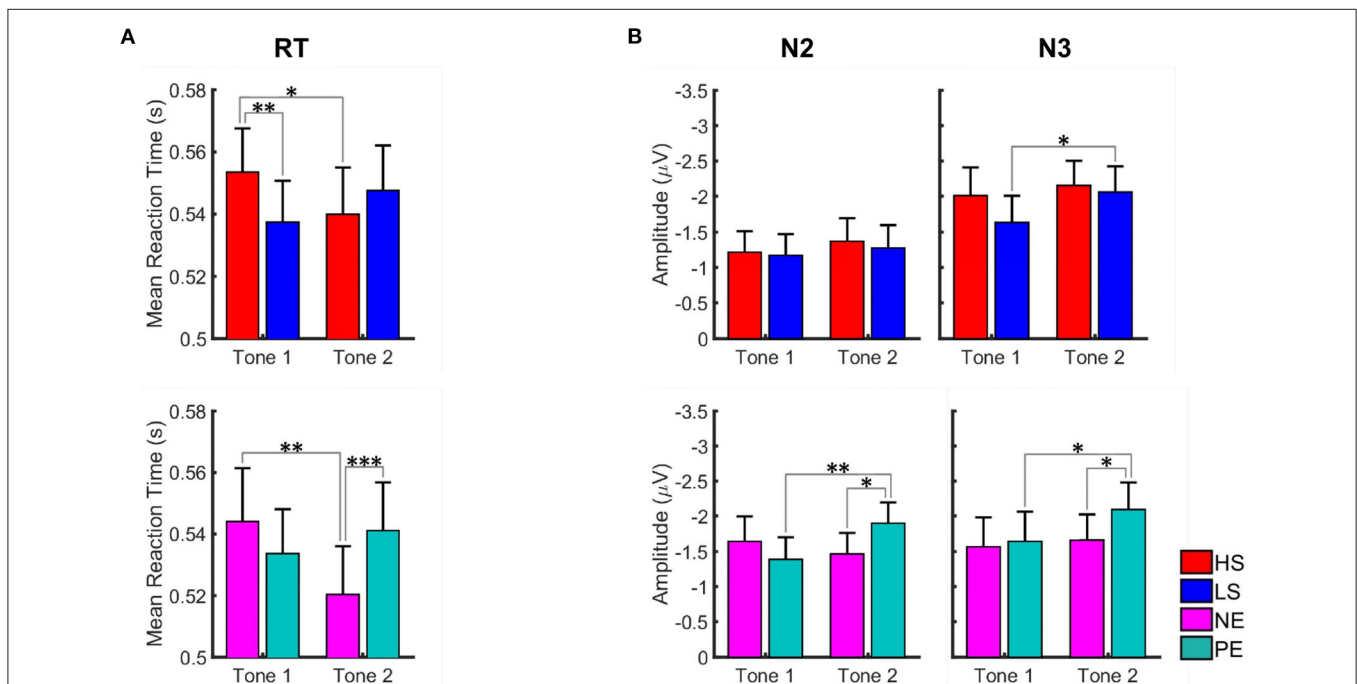 A
RT
Mean Reaction Time (s)
0.58
0.56
0.54
0.52
0.5
*
**
Tone 1 Tone 2
Mean Reaction Time (s)
0.58
0.56
0.54
0.52
0.5
**
***
Tone 1 Tone 2
B
N2 N3
Amplitude (μV)
-3.5
-3
-2.5
-2
-1.5
-1
-0.5
0
*
Tone 1 Tone 2 Tone 1 Tone 2
Amplitude (μV)
-3.5
-3
-2.5
-2
-1.5
-1
-0.5
0
**
*
*
*
Tone 1 Tone 2 Tone 1 Tone 2
HS
LS
NE
PE